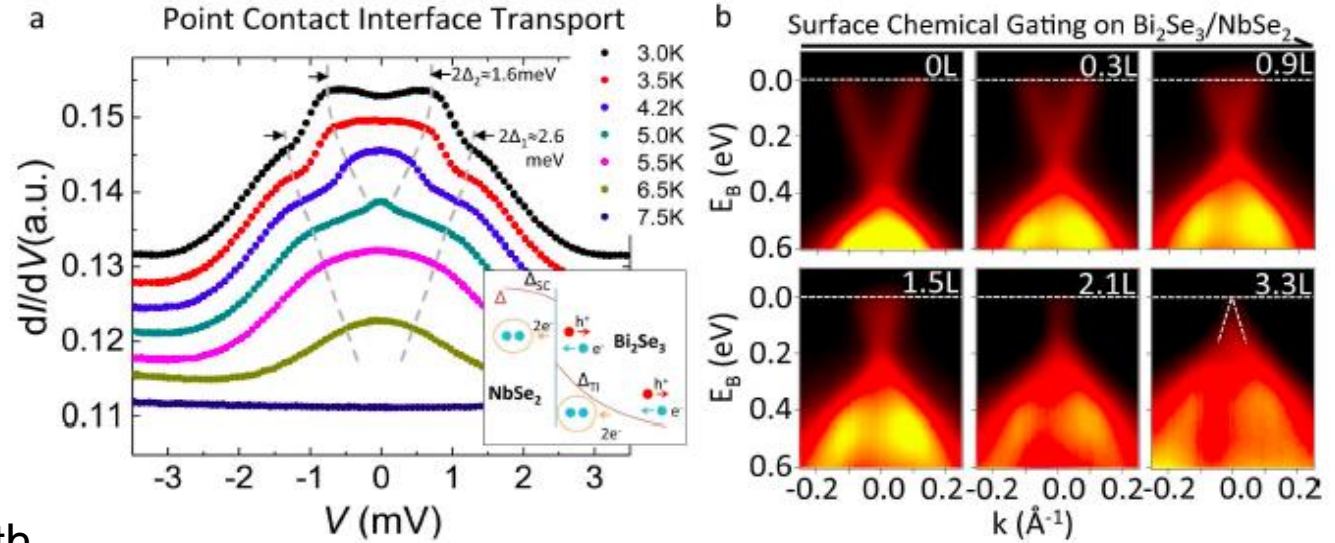 a
Point Contact Interface Transport
dI/dV(a.u.)
0.15
0.14
0.13
0.12
0.11
2Δ₂≈1.6meV
2Δ₁≈2.6
meV
3.0K
3.5K
4.2K
5.0K
5.5K
6.5K
7.5K
Δ_SC
Δ
2e⁻
h⁺
e⁻
Bi₂Se₃
NbSe₂
Δ_TI
h⁺
e⁻
2e⁻
-3 -2 -1 0 1 2 3
V (mV)
th
b
Surface Chemical Gating on Bi₂Se₃/NbSe₂
0L 0.3L 0.9L
E_B (eV)
0.0
0.2
0.4
0.6
1.5L 2.1L 3.3L
E_B (eV)
0.0
0.2
0.4
0.6
-0.2 0.0 0.2 -0.2 0.0 0.2 -0.2 0.0 0.2
k (Å⁻¹)